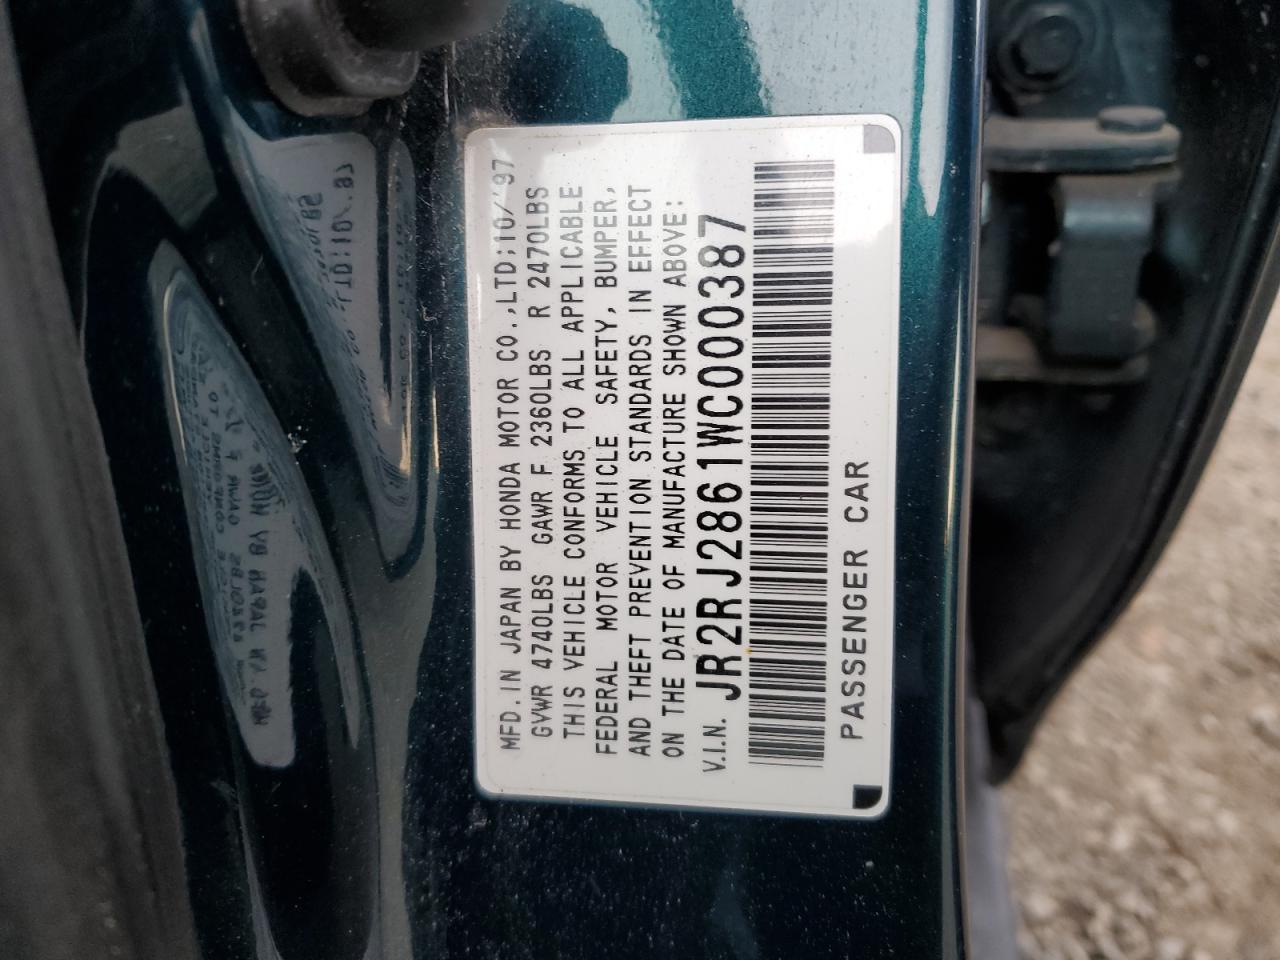 MFD.IN JAPAN BY HONDA MOTOR CO.,LTD;10/'97
GVWR 4740LBS GAWR F 2360LBS R 2470LBS
THIS VEHICLE CONFORMS TO ALL APPLICABLE
FEDERAL MOTOR VEHICLE SAFETY, BUMPER,
AND THEFT PREVENTION STANDARDS IN EFFECT
ON THE DATE OF MANUFACTURE SHOWN ABOVE:
V.I.N. JR2RJ2861WC000387
PASSENGER CAR